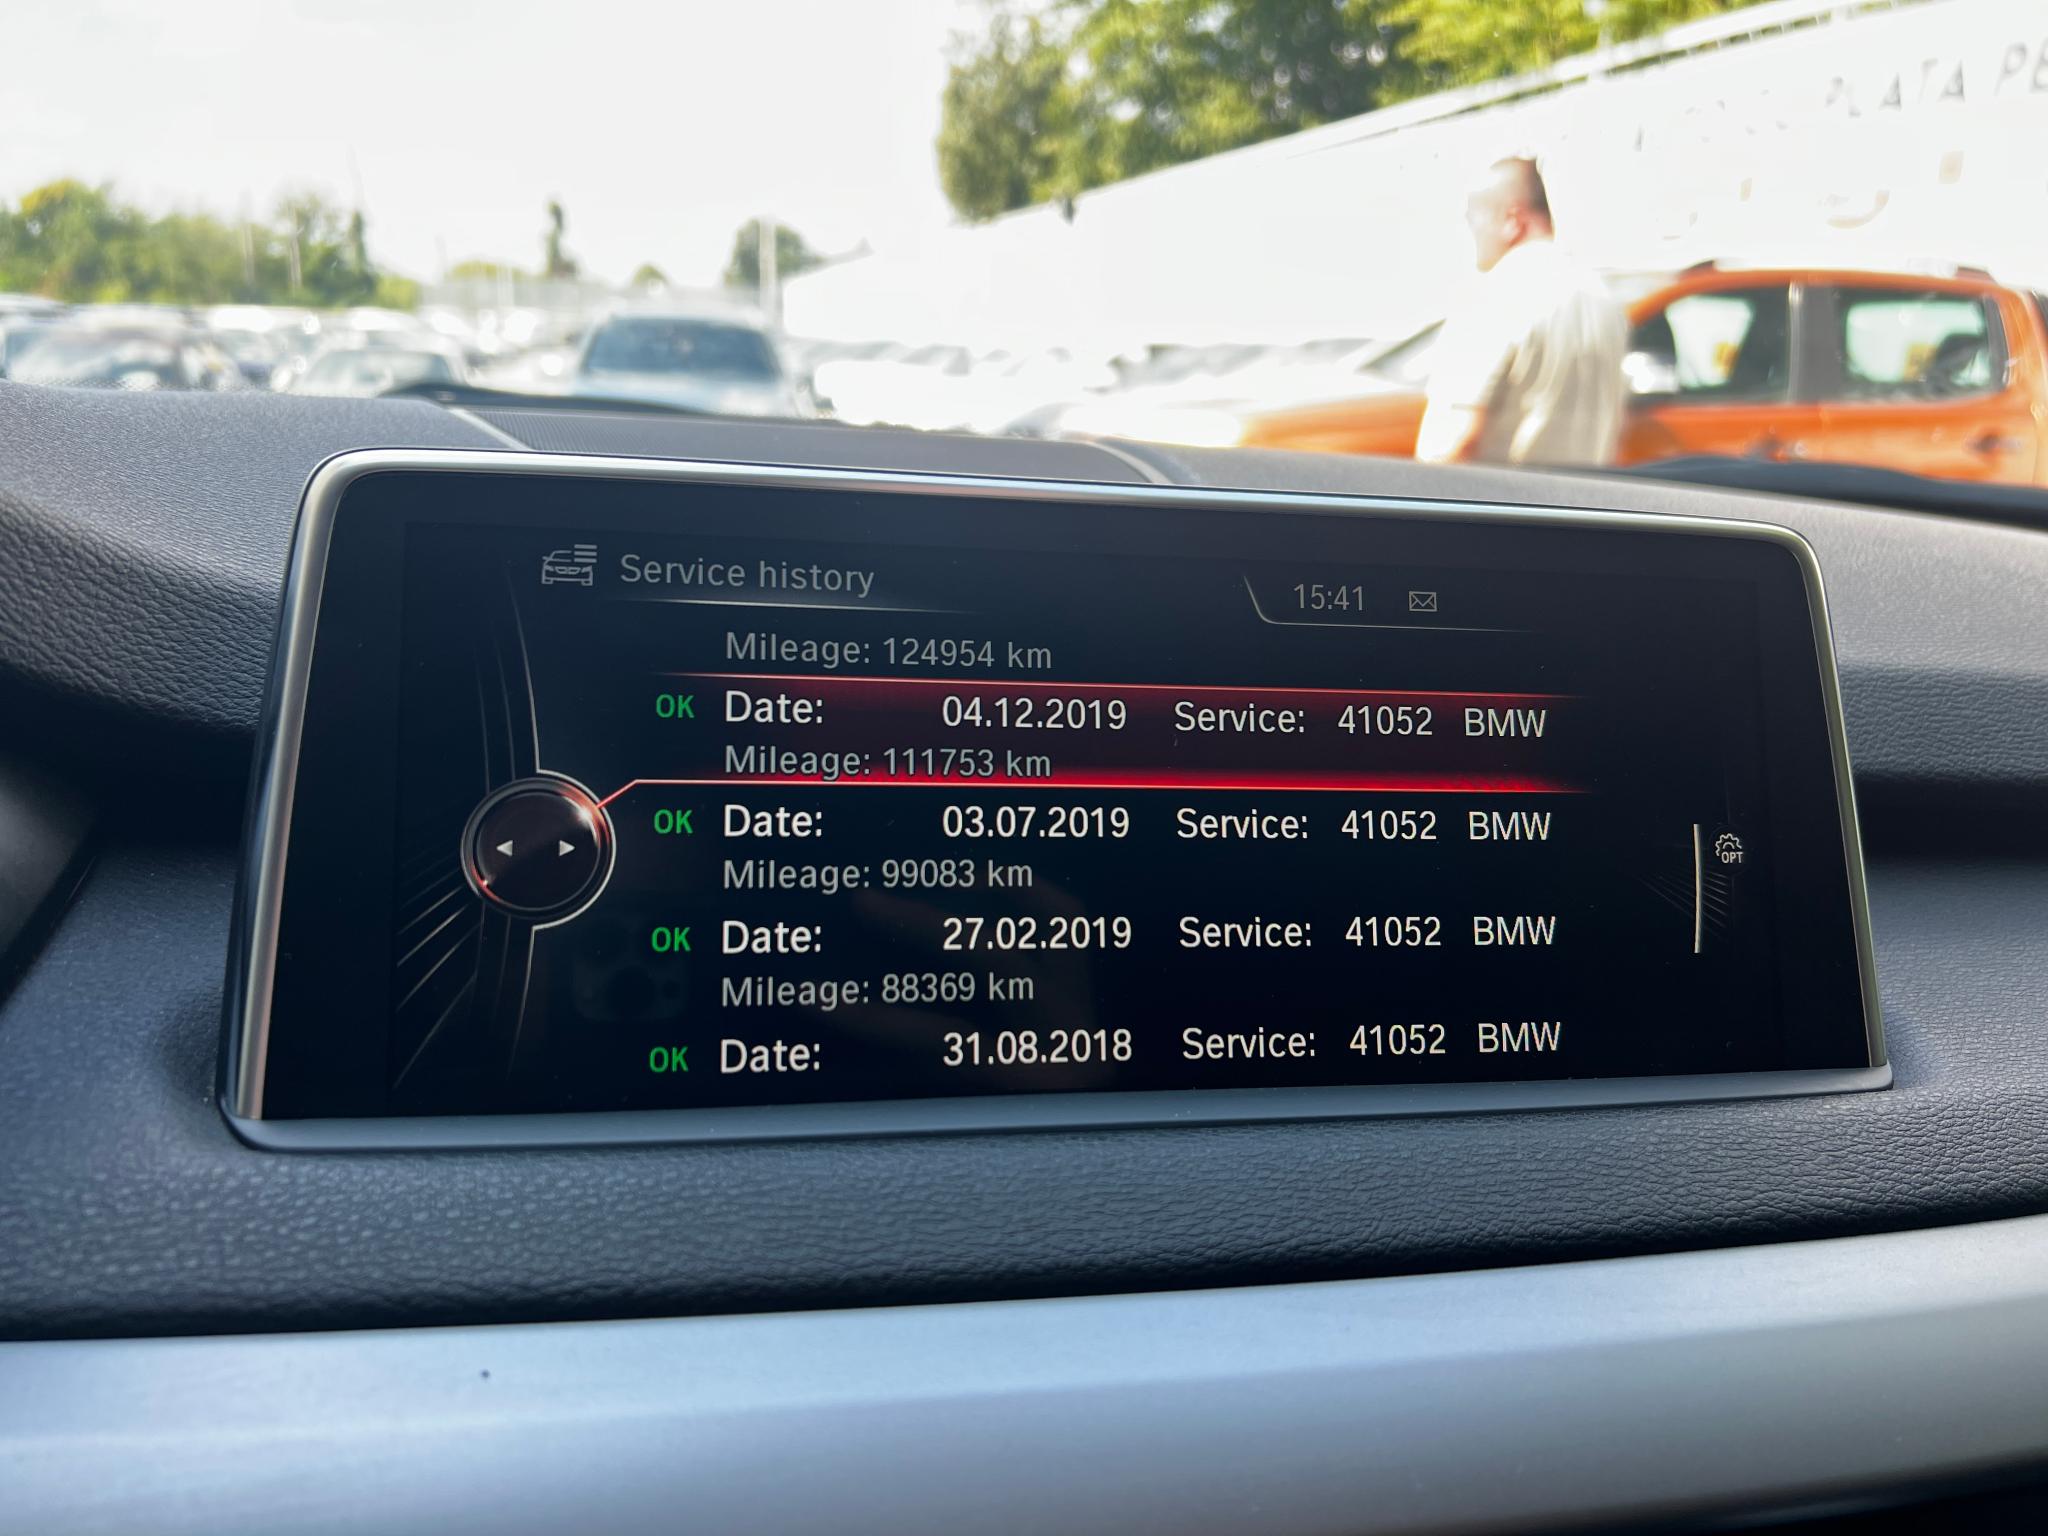 PLATA
Service history
15:41
Mileage: 124954 km
OK Date: 04.12.2019 Service: 41052 BMW
Mileage: 111753 km
OK Date: 03.07.2019 Service: 41052 BMW
Mileage: 99083 km
OPT
OK Date: 27.02.2019 Service: 41052 BMW
Mileage: 88369 km
OK Date: 31.08.2018 Service: 41052 BMW